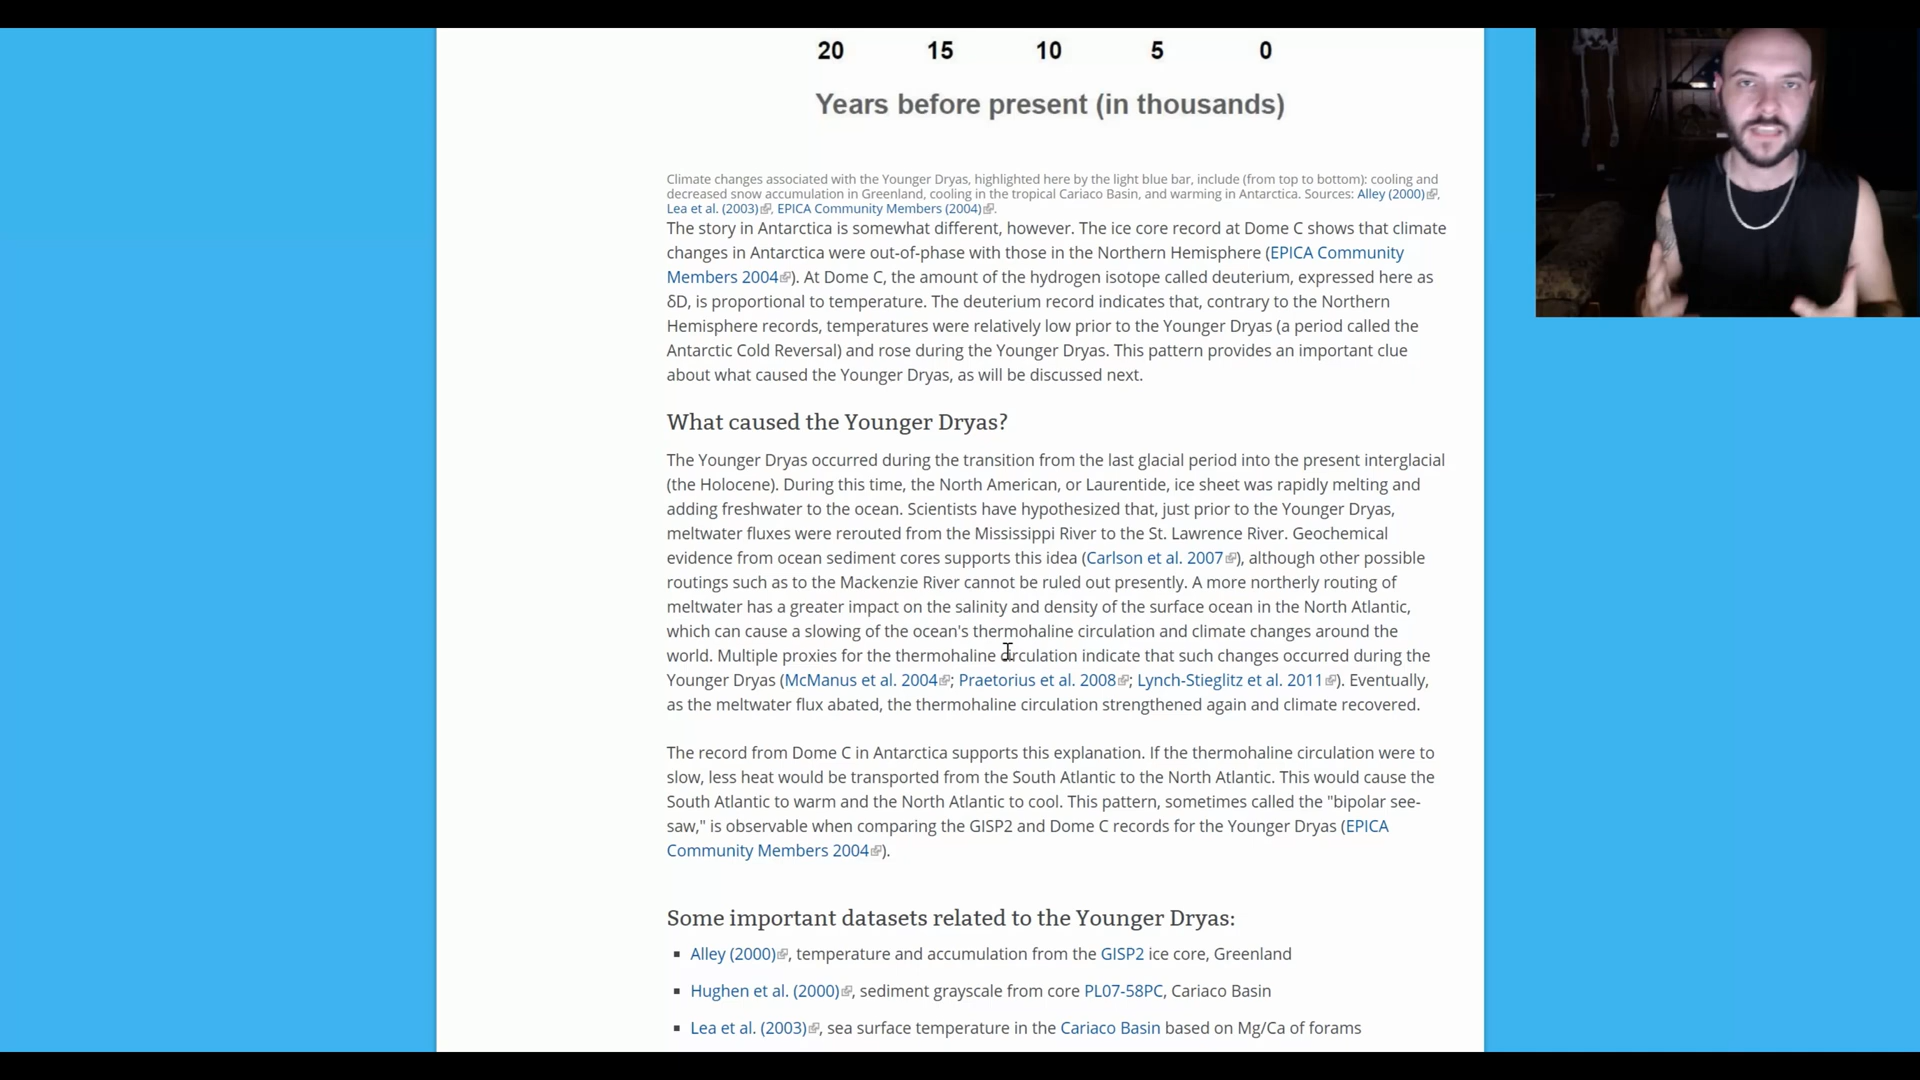 20 15 10 5 0
Years before present (in thousands)
Climate changes associated with the Younger Dryas, highlighted here by the light blue bar, include (from top to bottom): cooling and
decreased snow accumulation in Greenland, cooling in the tropical Cariaco Basin, and warming in Antarctica. Sources: Alley (2000),
Lea et al. (2003), EPICA Community Members (2004).
The story in Antarctica is somewhat different, however. The ice core record at Dome C shows that climate
changes in Antarctica were out-of-phase with those in the Northern Hemisphere (EPICA Community
Members 2004). At Dome C, the amount of the hydrogen isotope called deuterium, expressed here as
δD, is proportional to temperature. The deuterium record indicates that, contrary to the Northern
Hemisphere records, temperatures were relatively low prior to the Younger Dryas (a period called the
Antarctic Cold Reversal) and rose during the Younger Dryas. This pattern provides an important clue
about what caused the Younger Dryas, as will be discussed next.
What caused the Younger Dryas?
The Younger Dryas occurred during the transition from the last glacial period into the present interglacial
(the Holocene). During this time, the North American, or Laurentide, ice sheet was rapidly melting and
adding freshwater to the ocean. Scientists have hypothesized that, just prior to the Younger Dryas,
meltwater fluxes were rerouted from the Mississippi River to the St. Lawrence River. Geochemical
evidence from ocean sediment cores supports this idea (Carlson et al. 2007), although other possible
routings such as to the Mackenzie River cannot be ruled out presently. A more northerly routing of
meltwater has a greater impact on the salinity and density of the surface ocean in the North Atlantic,
which can cause a slowing of the ocean's thermohaline circulation and climate changes around the
world. Multiple proxies for the thermohaline circulation indicate that such changes occurred during the
Younger Dryas (McManus et al. 2004; Praetorius et al. 2008; Lynch-Stieglitz et al. 2011). Eventually,
as the meltwater flux abated, the thermohaline circulation strengthened again and climate recovered.
The record from Dome C in Antarctica supports this explanation. If the thermohaline circulation were to
slow, less heat would be transported from the South Atlantic to the North Atlantic. This would cause the
South Atlantic to warm and the North Atlantic to cool. This pattern, sometimes called the "bipolar see-
saw," is observable when comparing the GISP2 and Dome C records for the Younger Dryas (EPICA
Community Members 2004).
Some important datasets related to the Younger Dryas:
▪ Alley (2000), temperature and accumulation from the GISP2 ice core, Greenland
▪ Hughen et al. (2000), sediment grayscale from core PL07-58PC, Cariaco Basin
▪ Lea et al. (2003), sea surface temperature in the Cariaco Basin based on Mg/Ca of forams